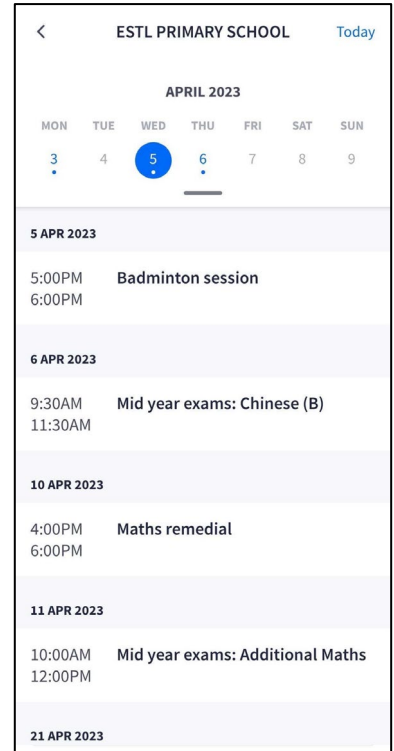 ESTL PRIMARY SCHOOL Today
APRIL 2023
MON TUE WED THU FRI SAT SUN
3 4 5 6 7 8 9
5 APR 2023
5:00PM Badminton session
6:00PM
6 APR 2023
9:30AM Mid year exams: Chinese (B)
11:30AM
10 APR 2023
4:00PM Maths remedial
6:00PM
11 APR 2023
10:00AM Mid year exams: Additional Maths
12:00PM
21 APR 2023